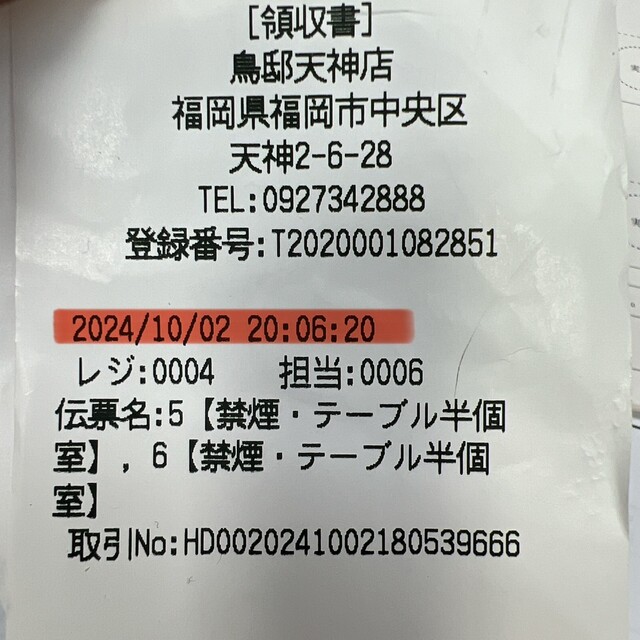 [領収書]
鳥邸天神店
福岡県福岡市中央区
天神2-6-28
TEL:0927342888
登録番号:T2020001082851
2024/10/02 20:06:20
レジ:0004 担当:0006
伝票名:5【禁煙・テーブル半個
室】,6【禁煙・テーブル半個
室】
取引No:HD0020241002180539666